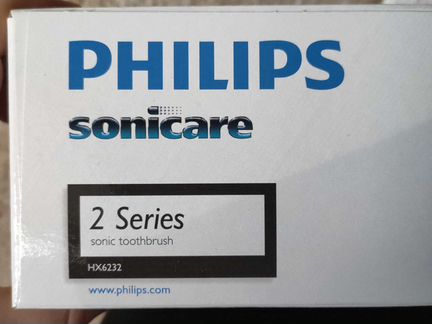 PHILIPS
sonicare
2 Series
sonic toothbrush
HX6232
www.philips.com